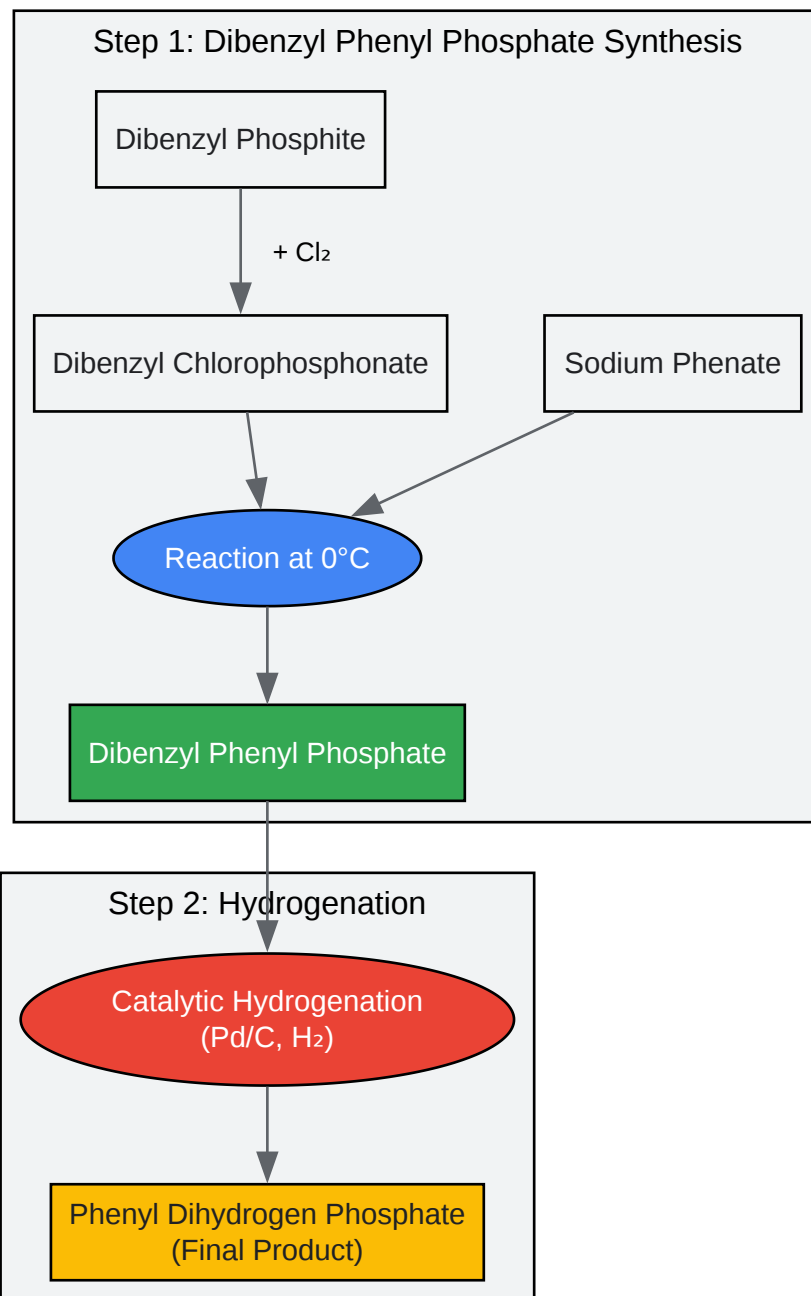 Step 1: Dibenzyl Phenyl Phosphate Synthesis
Dibenzyl Phosphite
+ Cl₂
Dibenzyl Chlorophosphonate
Sodium Phenate
Reaction at 0°C
Dibenzyl Phenyl Phosphate
Step 2: Hydrogenation
Catalytic Hydrogenation
(Pd/C, H₂)
Phenyl Dihydrogen Phosphate
(Final Product)